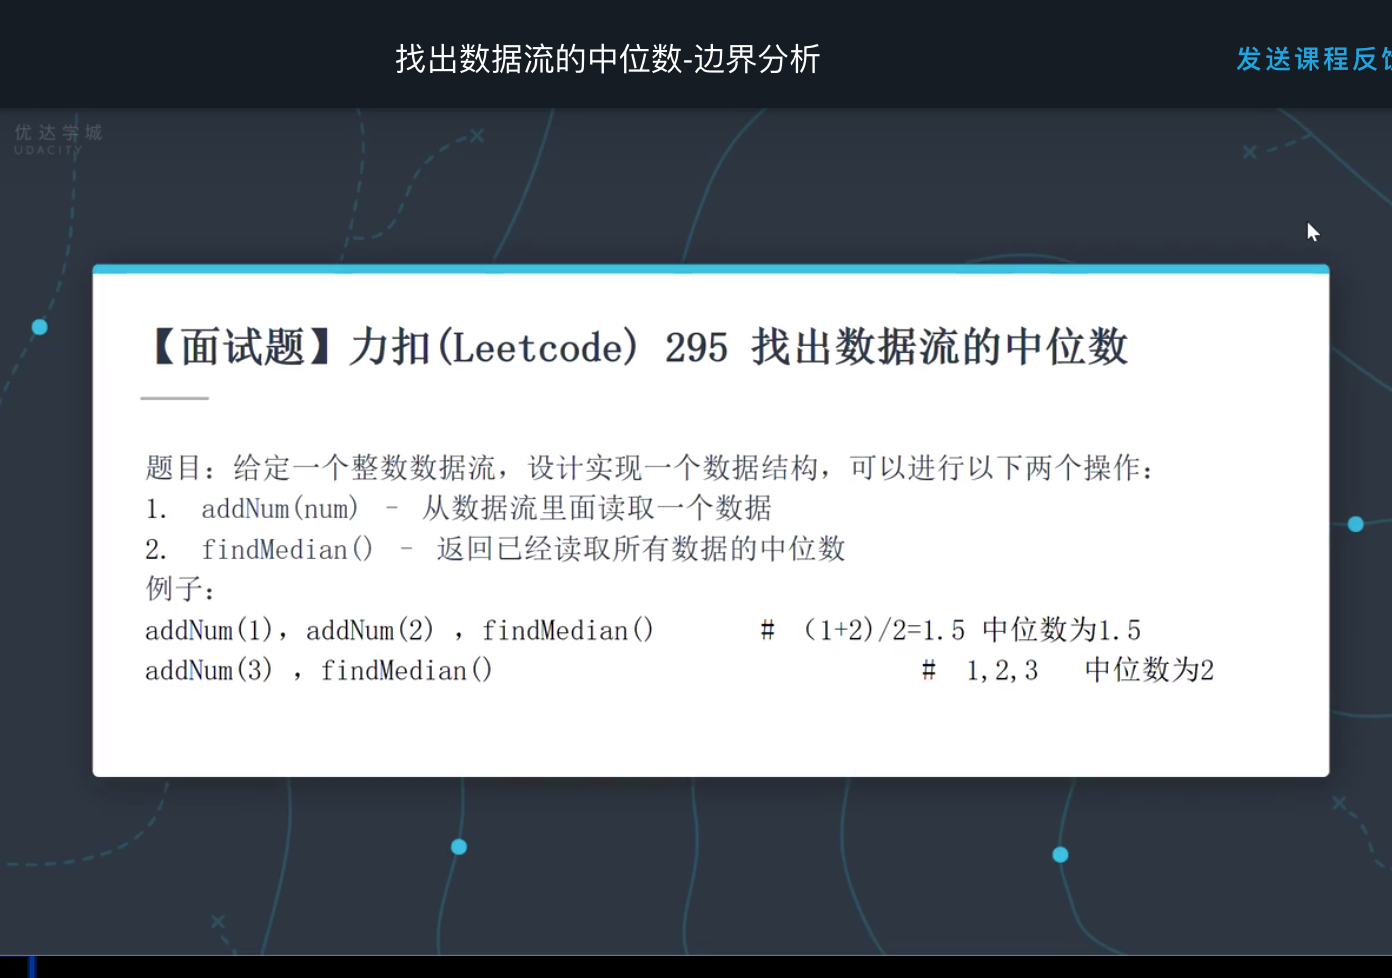 找出数据流的中位数-边界分析
发送课程反馈
优达学城
UDACITY
【面试题】力扣(Leetcode) 295 找出数据流的中位数
题目：给定一个整数数据流，设计实现一个数据结构，可以进行以下两个操作：
1. addNum(num) - 从数据流里面读取一个数据
2. findMedian() - 返回已经读取所有数据的中位数
例子：
addNum(1), addNum(2) , findMedian() # （1+2)/2=1.5 中位数为1.5
addNum(3) , findMedian() # 1,2,3 中位数为2